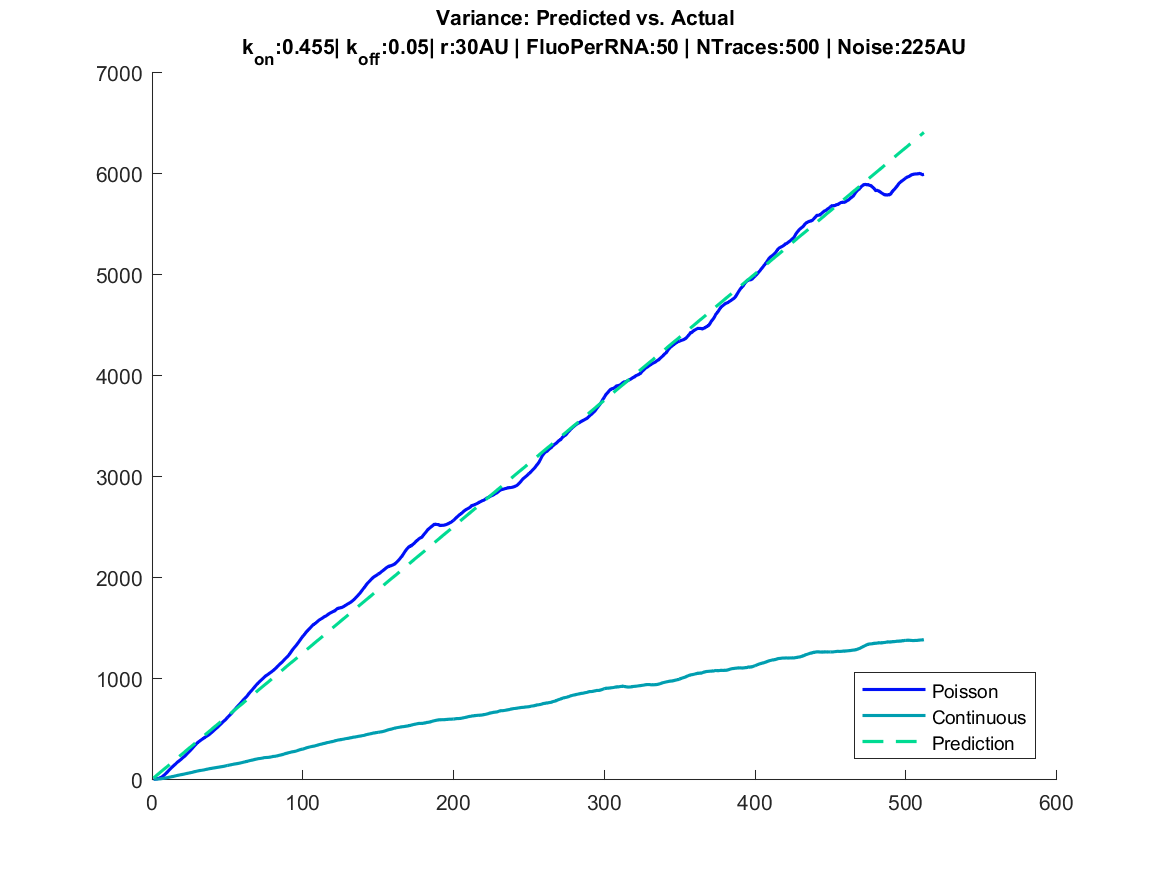 Variance: Predicted vs. Actual
kon:0.455| koff:0.05| r:30AU | FluoPerRNA:50 | NTraces:500 | Noise:225AU
7000
6000
5000
4000
3000
2000
1000
0
Poisson
Continuous
Prediction
0 100 200 300 400 500 600